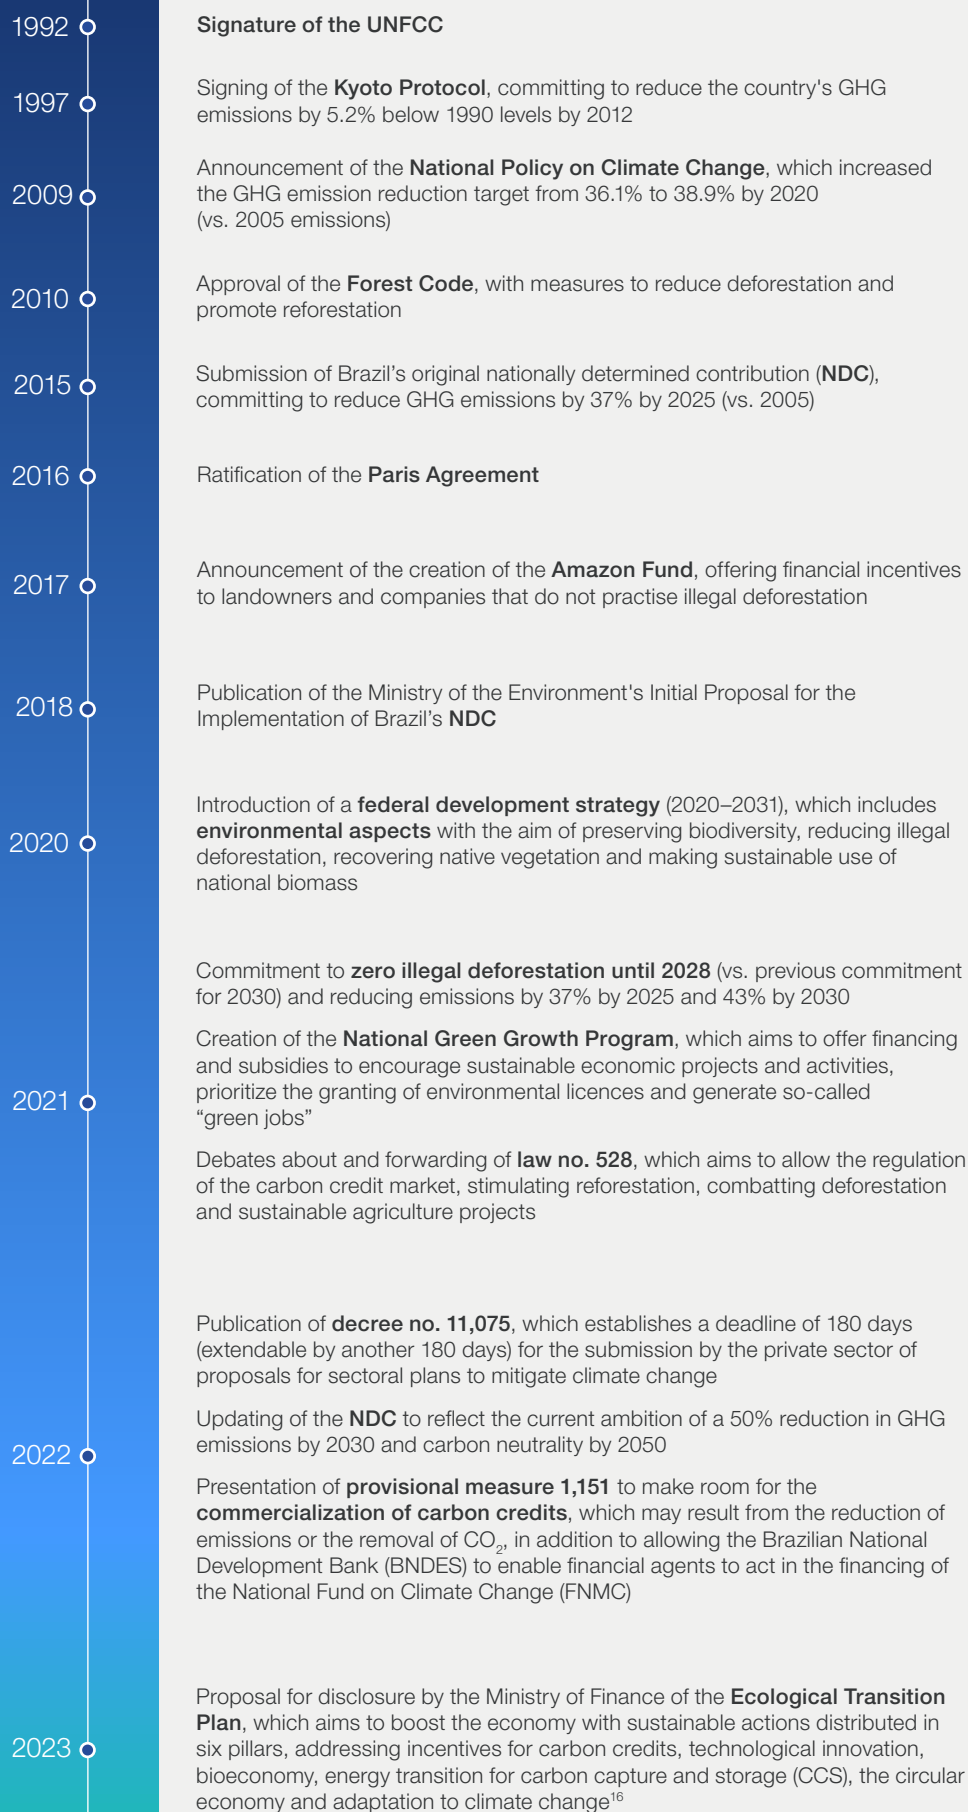 1992
Signature of the UNFCC
1997
Signing of the Kyoto Protocol, committing to reduce the country's GHG
emissions by 5.2% below 1990 levels by 2012
2009
Announcement of the National Policy on Climate Change, which increased
the GHG emission reduction target from 36.1% to 38.9% by 2020
(vs. 2005 emissions)
2010
Approval of the Forest Code, with measures to reduce deforestation and
promote reforestation
2015
Submission of Brazil’s original nationally determined contribution (NDC),
committing to reduce GHG emissions by 37% by 2025 (vs. 2005)
2016
Ratification of the Paris Agreement
2017
Announcement of the creation of the Amazon Fund, offering financial incentives
to landowners and companies that do not practise illegal deforestation
2018
Publication of the Ministry of the Environment's Initial Proposal for the
Implementation of Brazil’s NDC
2020
Introduction of a federal development strategy (2020–2031), which includes
environmental aspects with the aim of preserving biodiversity, reducing illegal
deforestation, recovering native vegetation and making sustainable use of
national biomass
2021
Commitment to zero illegal deforestation until 2028 (vs. previous commitment
for 2030) and reducing emissions by 37% by 2025 and 43% by 2030
Creation of the National Green Growth Program, which aims to offer financing
and subsidies to encourage sustainable economic projects and activities,
prioritize the granting of environmental licences and generate so-called
“green jobs”
Debates about and forwarding of law no. 528, which aims to allow the regulation
of the carbon credit market, stimulating reforestation, combatting deforestation
and sustainable agriculture projects
2022
Publication of decree no. 11,075, which establishes a deadline of 180 days
(extendable by another 180 days) for the submission by the private sector of
proposals for sectoral plans to mitigate climate change
Updating of the NDC to reflect the current ambition of a 50% reduction in GHG
emissions by 2030 and carbon neutrality by 2050
Presentation of provisional measure 1,151 to make room for the
commercialization of carbon credits, which may result from the reduction of
emissions or the removal of CO₂, in addition to allowing the Brazilian National
Development Bank (BNDES) to enable financial agents to act in the financing of
the National Fund on Climate Change (FNMC)
2023
Proposal for disclosure by the Ministry of Finance of the Ecological Transition
Plan, which aims to boost the economy with sustainable actions distributed in
six pillars, addressing incentives for carbon credits, technological innovation,
bioeconomy, energy transition for carbon capture and storage (CCS), the circular
economy and adaptation to climate change¹⁶